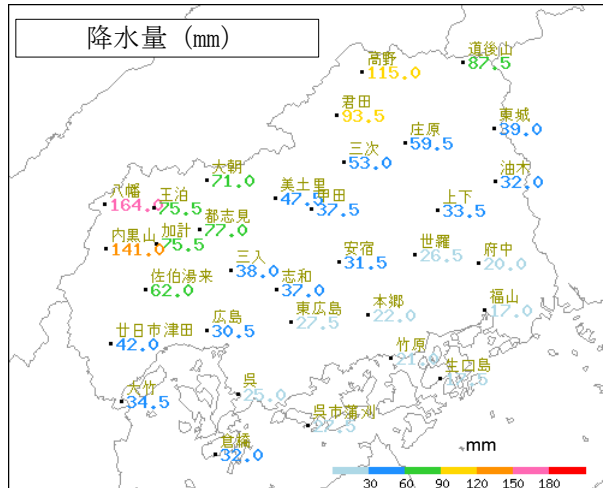 降水量 (mm)
高野
115.0
道後山
87.5
君田
93.5
庄原
59.5
東城
39.0
三次
53.0
大朝
71.0
油木
32.0
八幡
164.0
王泊
75.5
美土里
47.5
甲田
37.5
上下
33.5
都志見
77.0
内黒山
141.0
加計
75.5
三入
38.0
安宿
31.5
世羅
26.5
府中
20.0
佐伯湯来
62.0
志和
37.0
東広島
27.5
本郷
22.0
福山
17.0
廿日市津田
42.0
広島
30.5
竹原
21.0
生口島
大竹
34.5
呉
25.0
呉市蒲刈
27.5
倉橋
32.0
mm
30 60 90 120 150 180